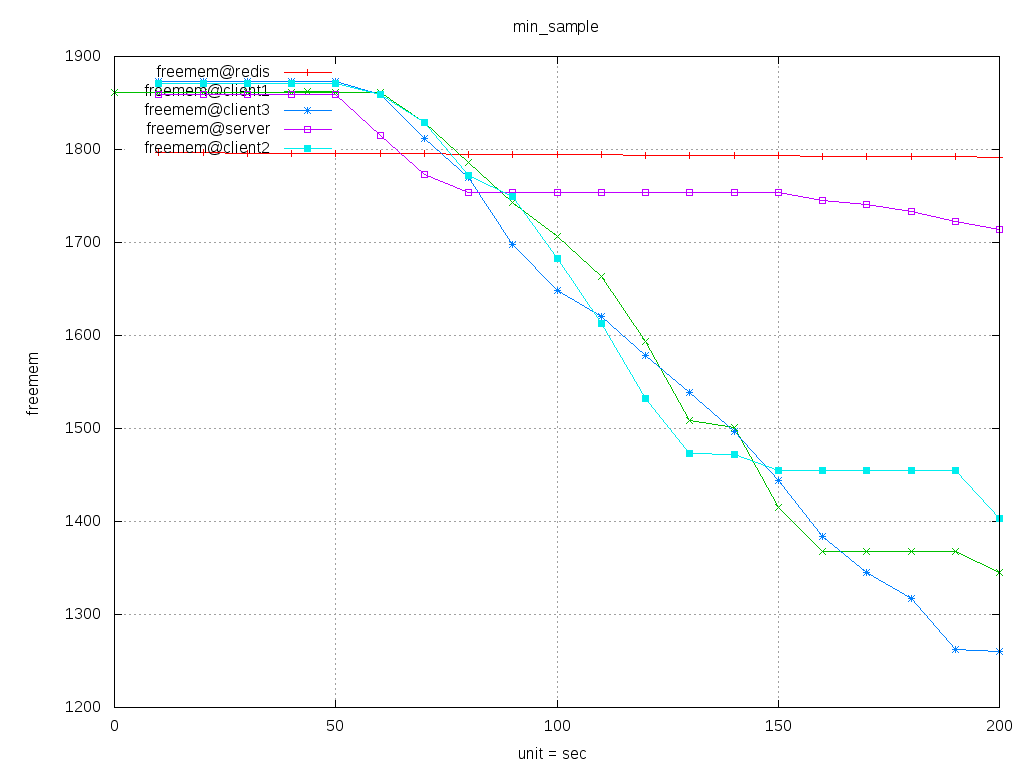 min_sample
1900
1800
1700
1600
1500
1400
1300
1200
freemem
freemem@redis
freemem@client1
freemem@client3
freemem@server
freemem@client2
0
50
100
150
200
unit = sec